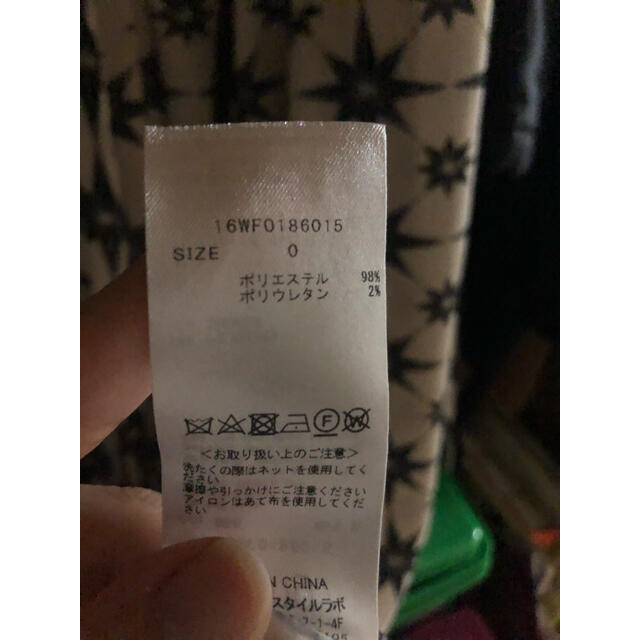 16WF0186015
SIZE 0
ポリエステル 98%
ポリウレタン 2%
F W
<お取り扱い上のご注意>
洗たくの際はネットを使用してく
ださい
摩擦や引っかけにご注意ください
アイロンはあて布を使用してくだ
さい
CHINA
スタイルラボ
7-1-4F